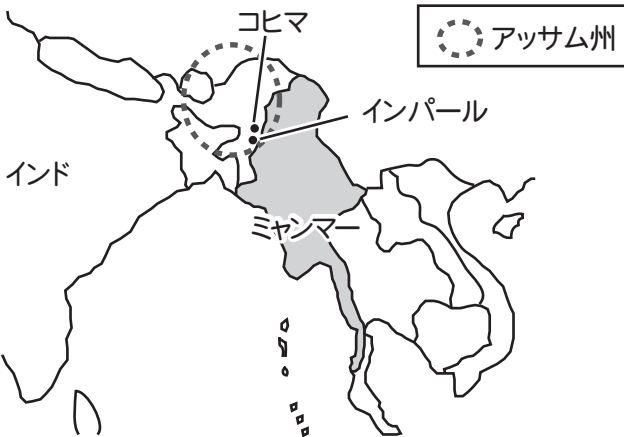 コヒマ
アッサム州
インパール
インド
ミャンマー